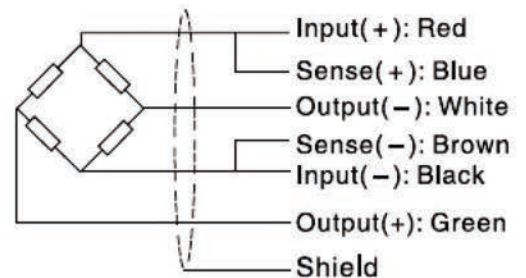 Input(+): Red
Sense(+): Blue
Output(−): White
Sense(−): Brown
Input(−): Black
Output(+): Green
Shield